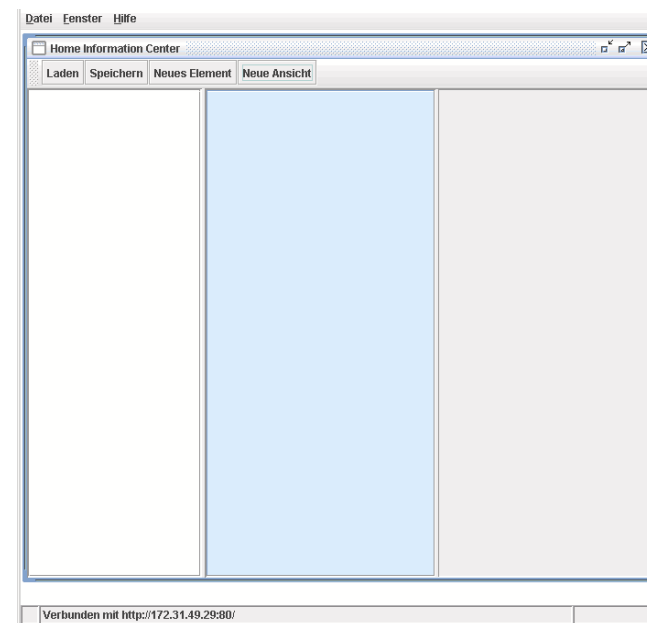 Datei Fenster Hilfe
Home Information Center
Laden Speichern Neues Element Neue Ansicht
Verbunden mit http://172.31.49.29:80/